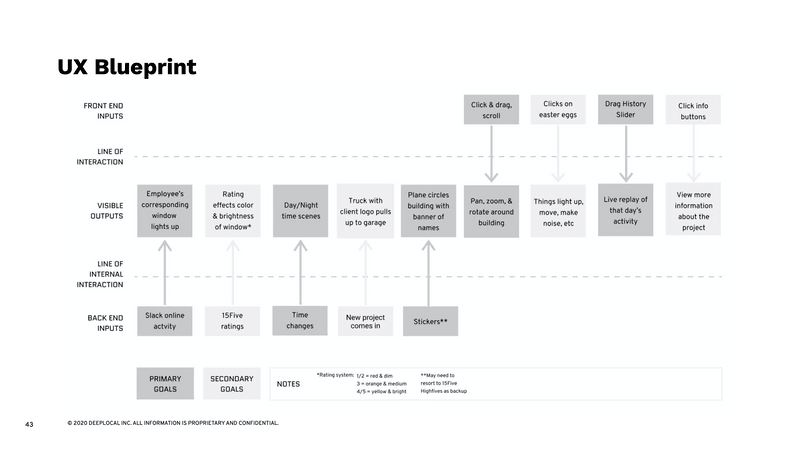 UX Blueprint
FRONT END
INPUTS
Click & drag,
scroll
Clicks on
easter eggs
Drag History
Slider
Click info
buttons
LINE OF
INTERACTION
VISIBLE
OUTPUTS
Employee's
corresponding
window
lights up
Rating
effects color
& brightness
of window*
Day/Night
time scenes
Truck with
client logo pulls
up to garage
Plane circles
building with
banner of
names
Pan, zoom, &
rotate around
building
Things light up,
move, make
noise, etc
Live replay of
that day's
activity
View more
information
about the
project
LINE OF
INTERNAL
INTERACTION
BACK END
INPUTS
Slack online
actvity
15Five
ratings
Time
changes
New project
comes in
Stickers**
PRIMARY
GOALS
SECONDARY
GOALS
NOTES
*Rating system: 1/2 = red & dim
3 = orange & medium
4/5 = yellow & bright
**May need to
resort to 15Five
Highfives as backup
43
© 2020 DEEPLOCAL INC. ALL INFORMATION IS PROPRIETARY AND CONFIDENTIAL.